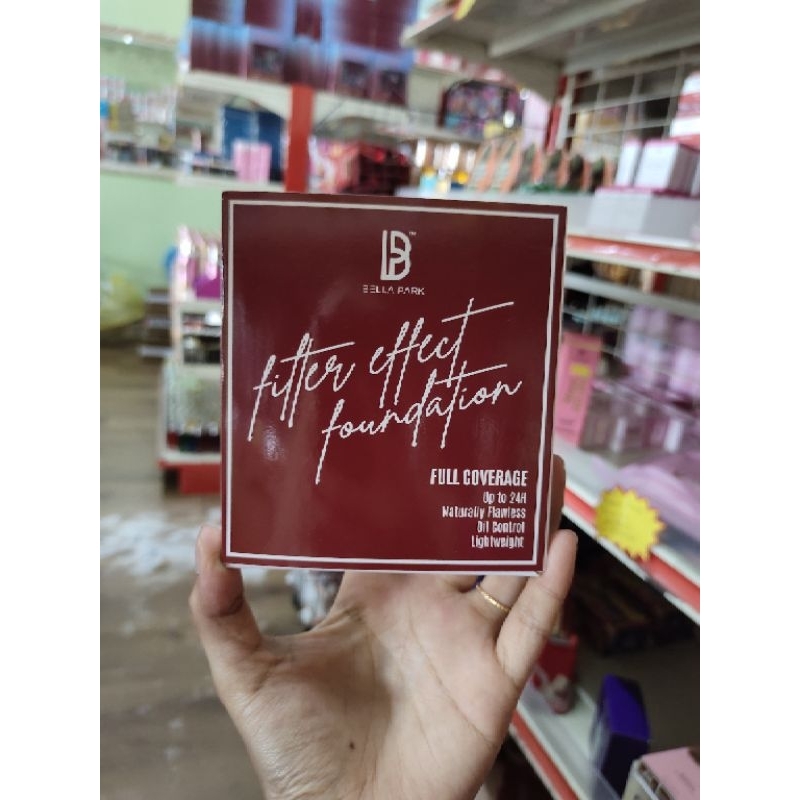 BELLA PARK
filter effect
foundation
FULL COVERAGE
Up to 24H
Naturally Flawless
Oil Control
Lightweight